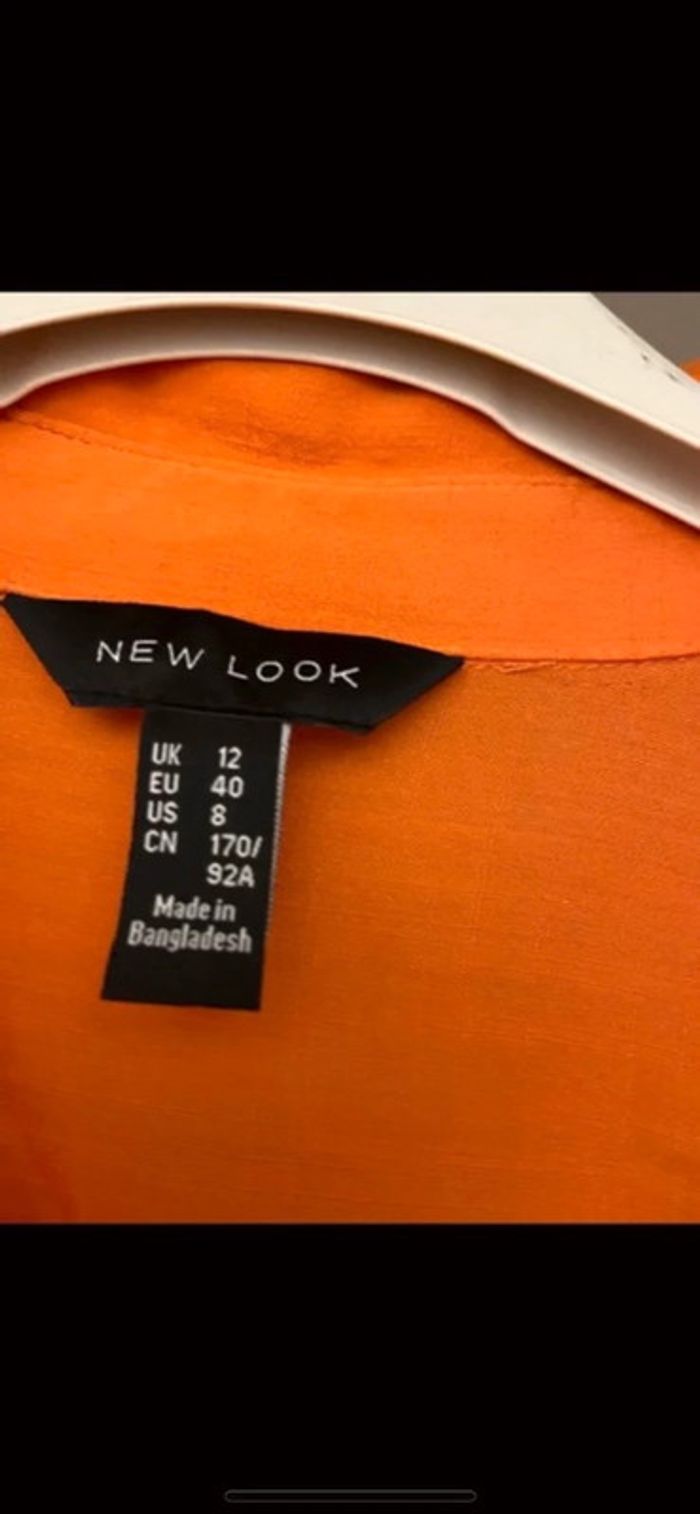 NEW LOOK
UK 12
EU 40
US 8
CN 170/
92A
Made in
Bangladesh